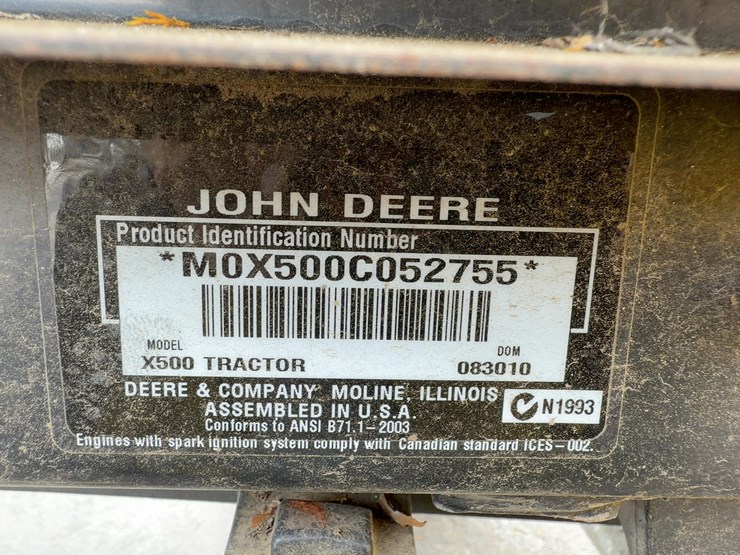 JOHN DEERE
Product Identification Number
*M0X500C052755*
MODEL
DOM
X500 TRACTOR
083010
DEERE & COMPANY MOLINE, ILLINOIS
ASSEMBLED IN U.S.A.
N1993
Conforms to ANSI B71.1-2003
Engines with spark ignition system comply with Canadian standard ICES-002.